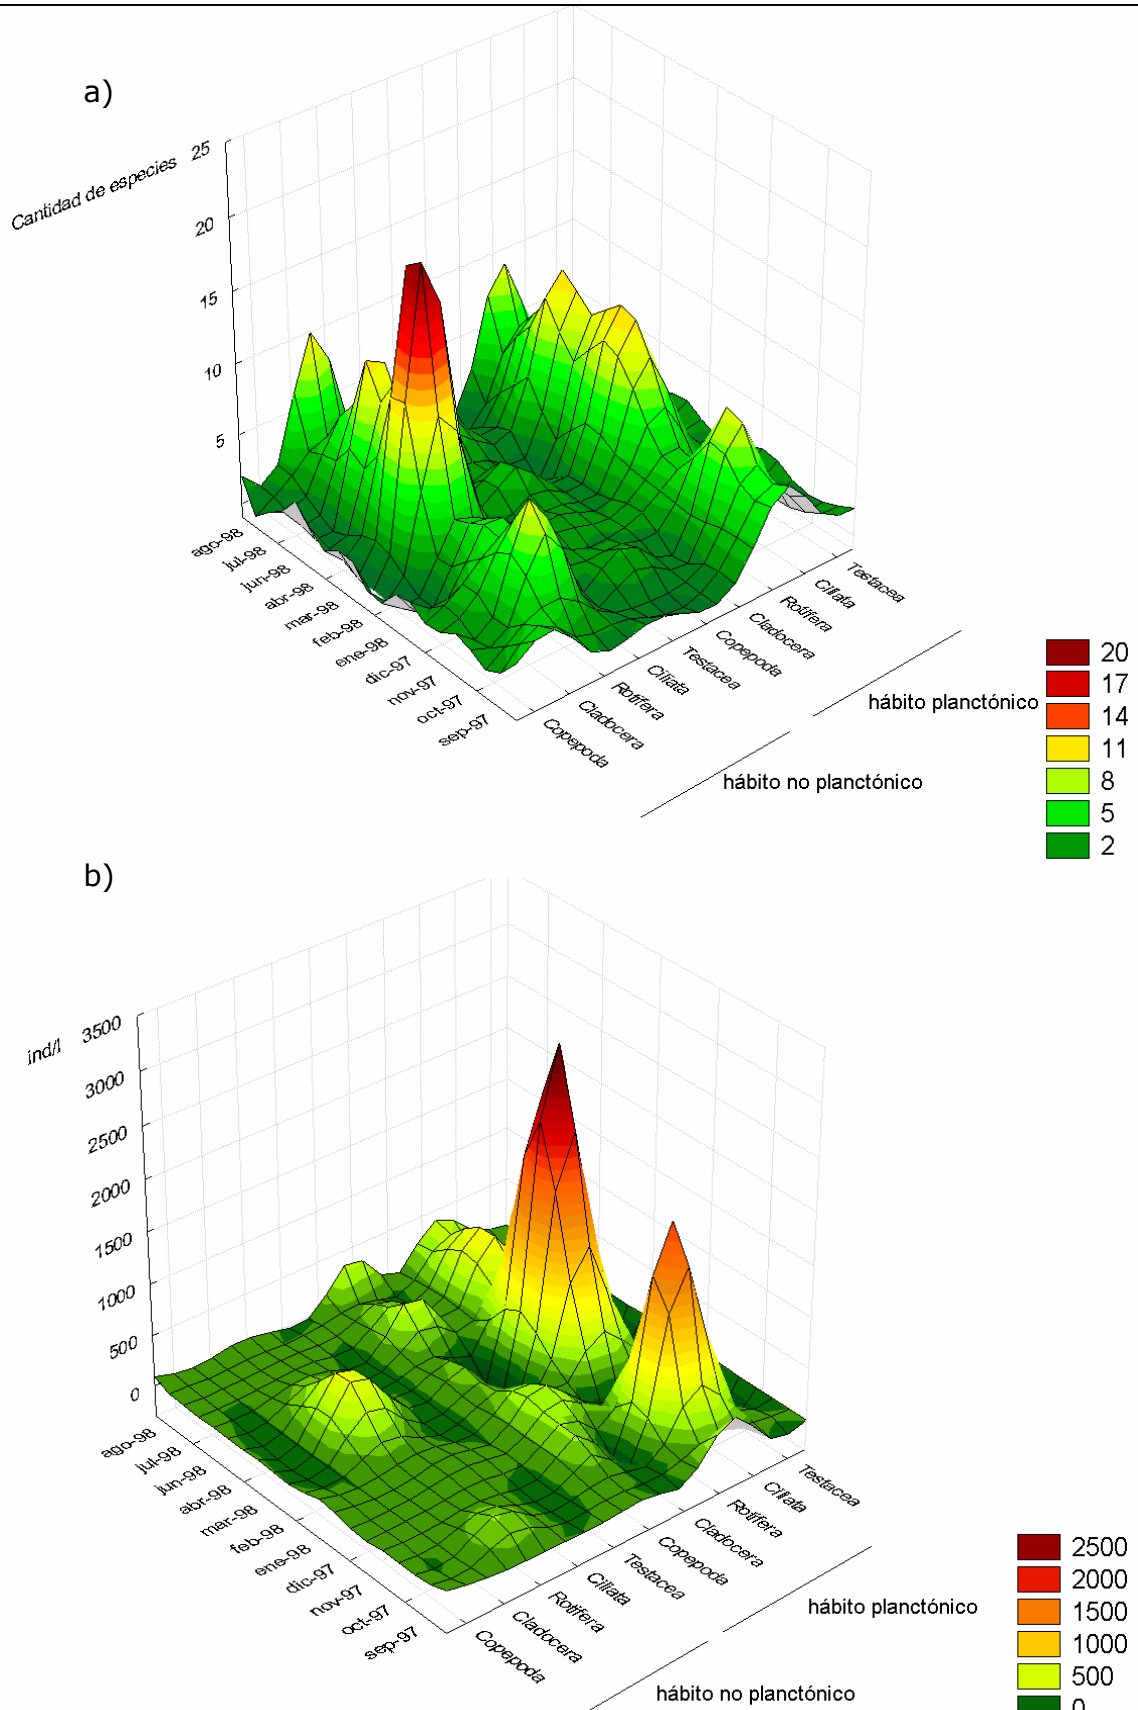 a)
Cantidad de especies
25
20
15
10
5
ago-98
jul-98
jun-98
abr-98
mar-98
feb-98
ene-98
dic-97
nov-97
oct-97
sep-97
Copepoda
Cladocera
Rotífera
Ciliata
Testacea
Copepoda
Cladocera
Rotífera
Ciliata
Testacea
hábito planctónico
hábito no planctónico
20
17
14
11
8
5
2
b)
ind/l
3500
3000
2500
2000
1500
1000
500
0
ago-98
jul-98
jun-98
abr-98
mar-98
feb-98
ene-98
dic-97
nov-97
oct-97
sep-97
Copepoda
Cladocera
Rotífera
Ciliata
Testacea
Copepoda
Cladocera
Rotífera
Ciliata
Testacea
hábito planctónico
hábito no planctónico
2500
2000
1500
1000
500
0